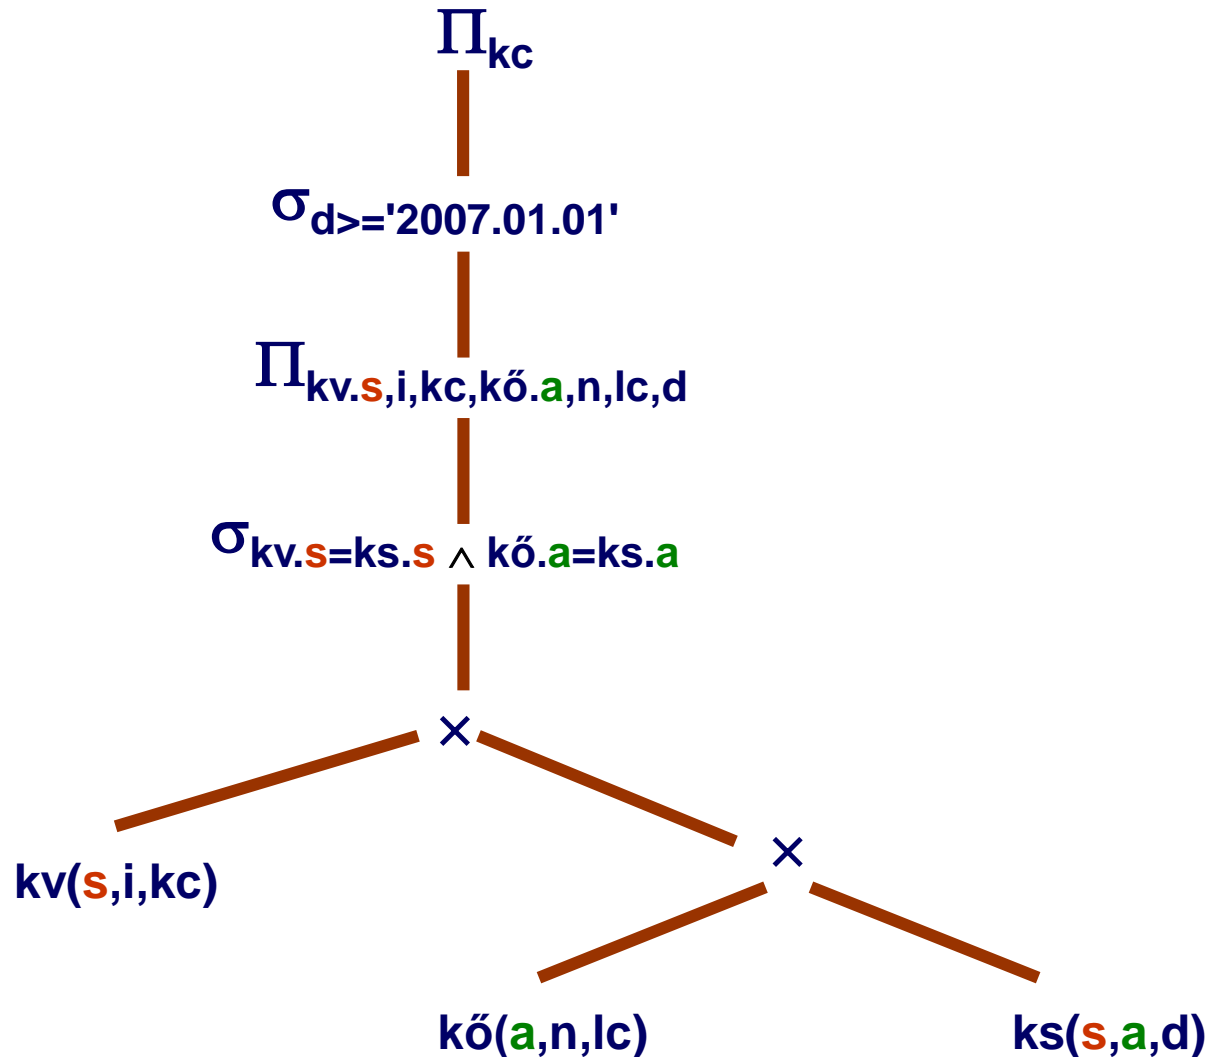 Πkc
σd>='2007.01.01'
Πkv.s,i,kc,kő.a,n,lc,d
σkv.s=ks.s ∧ kő.a=ks.a
×
×
kv(s,i,kc)
kő(a,n,lc) ks(s,a,d)